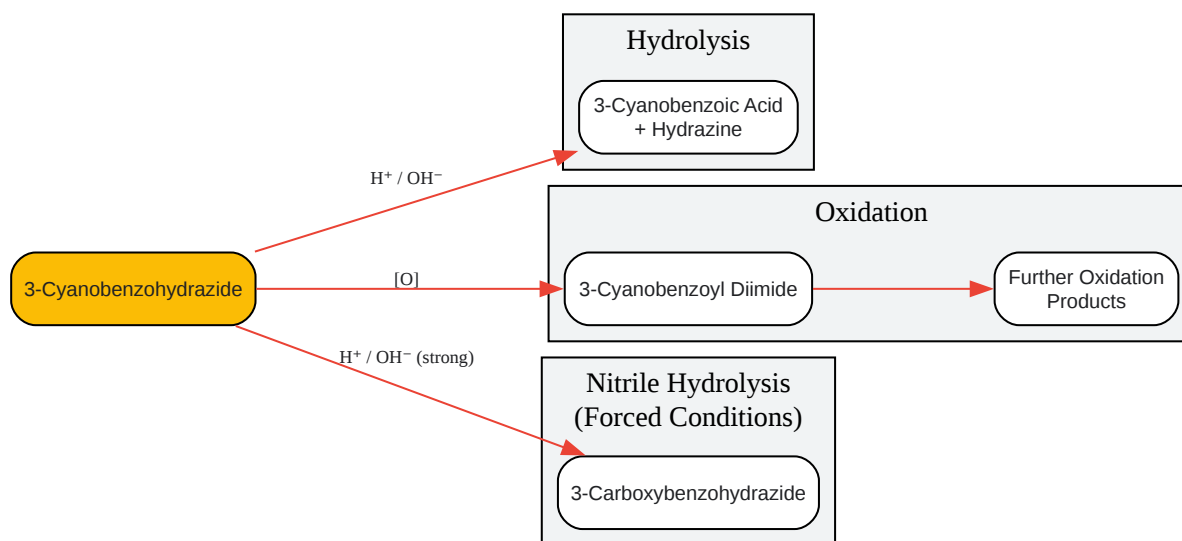 Hydrolysis
3-Cyanobenzoic Acid
+ Hydrazine
H⁺ / OH⁻
Oxidation
3-Cyanobenzohydrazide
[O]
3-Cyanobenzoyl Diimide
Further Oxidation
Products
H⁺ / OH⁻ (strong)
Nitrile Hydrolysis
(Forced Conditions)
3-Carboxybenzohydrazide